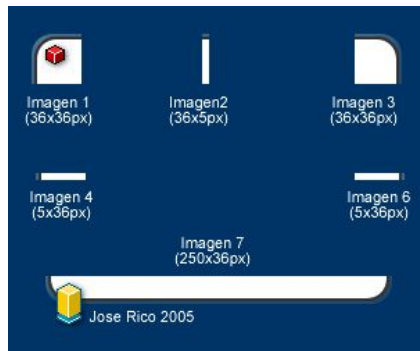 Imagen 1
(36x36px)
Imagen2
(36x5px)
Imagen 3
(36x36px)
Imagen 4
(5x36px)
Imagen 6
(5x36px)
Imagen 7
(250x36px)
Jose Rico 2005